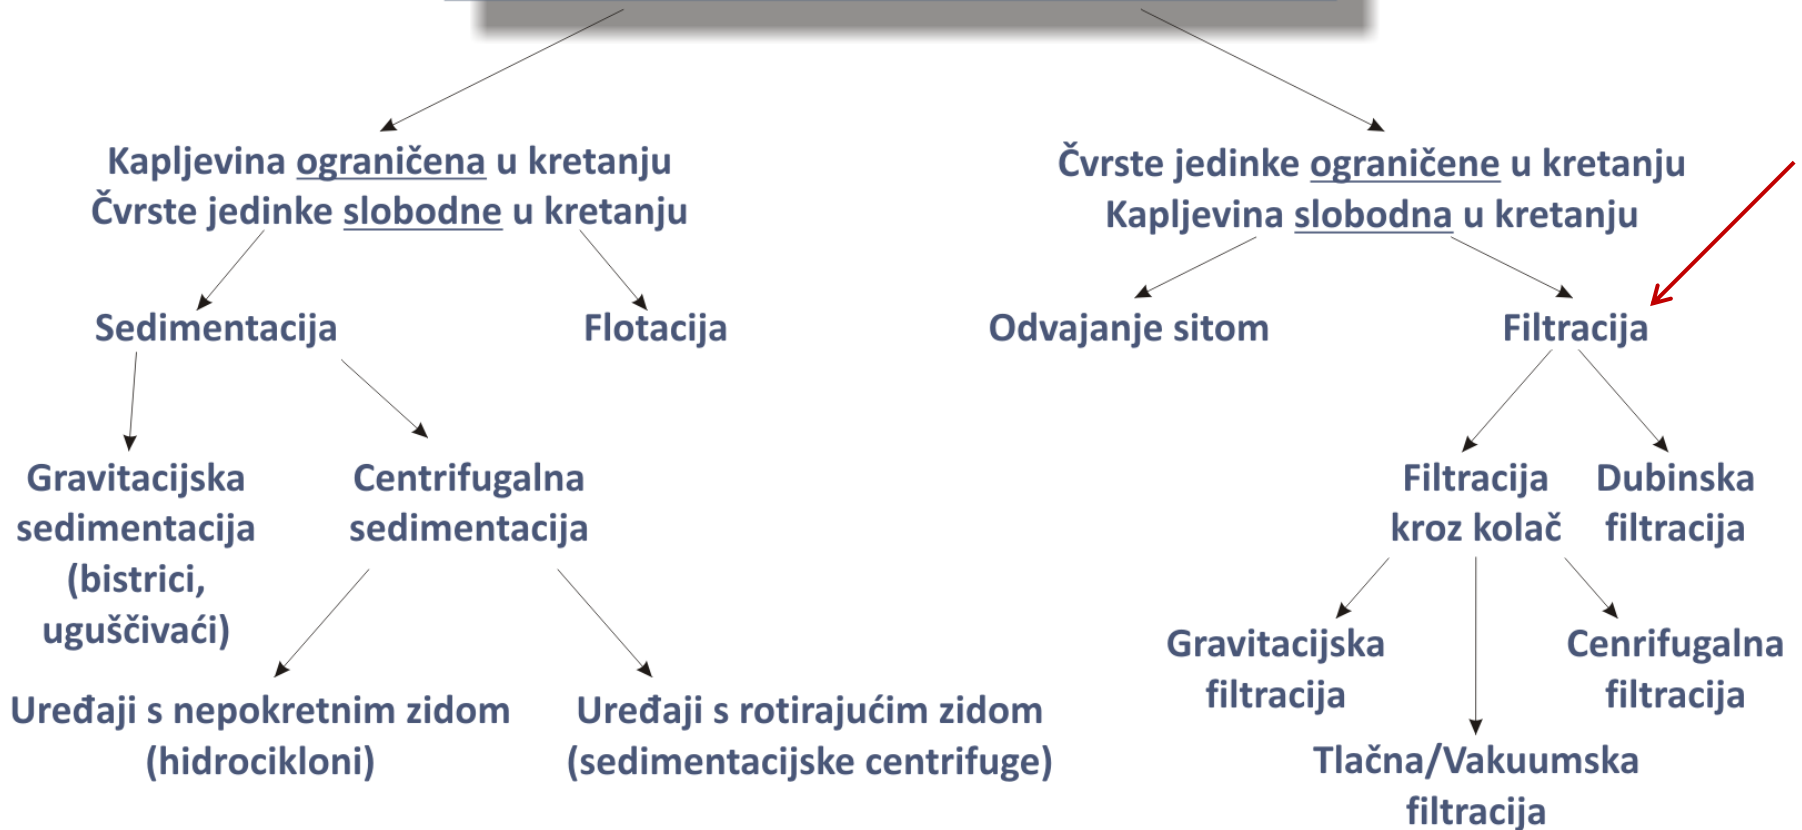 Kapljevina ograničena u kretanju
Čvrste jedinke slobodne u kretanju
Čvrste jedinke ograničene u kretanju
Kapljevina slobodna u kretanju
Sedimentacija
Flotacija
Odvajanje sitom
Filtracija
Gravitacijska
sedimentacija
(bistrici,
uguščivaći)
Centrifugalna
sedimentacija
Filtracija
kroz kolač
Dubinska
filtracija
Uređaji s nepokretnim zidom
(hidrocikloni)
Uređaji s rotirajućim zidom
(sedimentacijske centrifuge)
Gravitacijska
filtracija
Cenrifugalna
filtracija
Tlačna/Vakuumska
filtracija